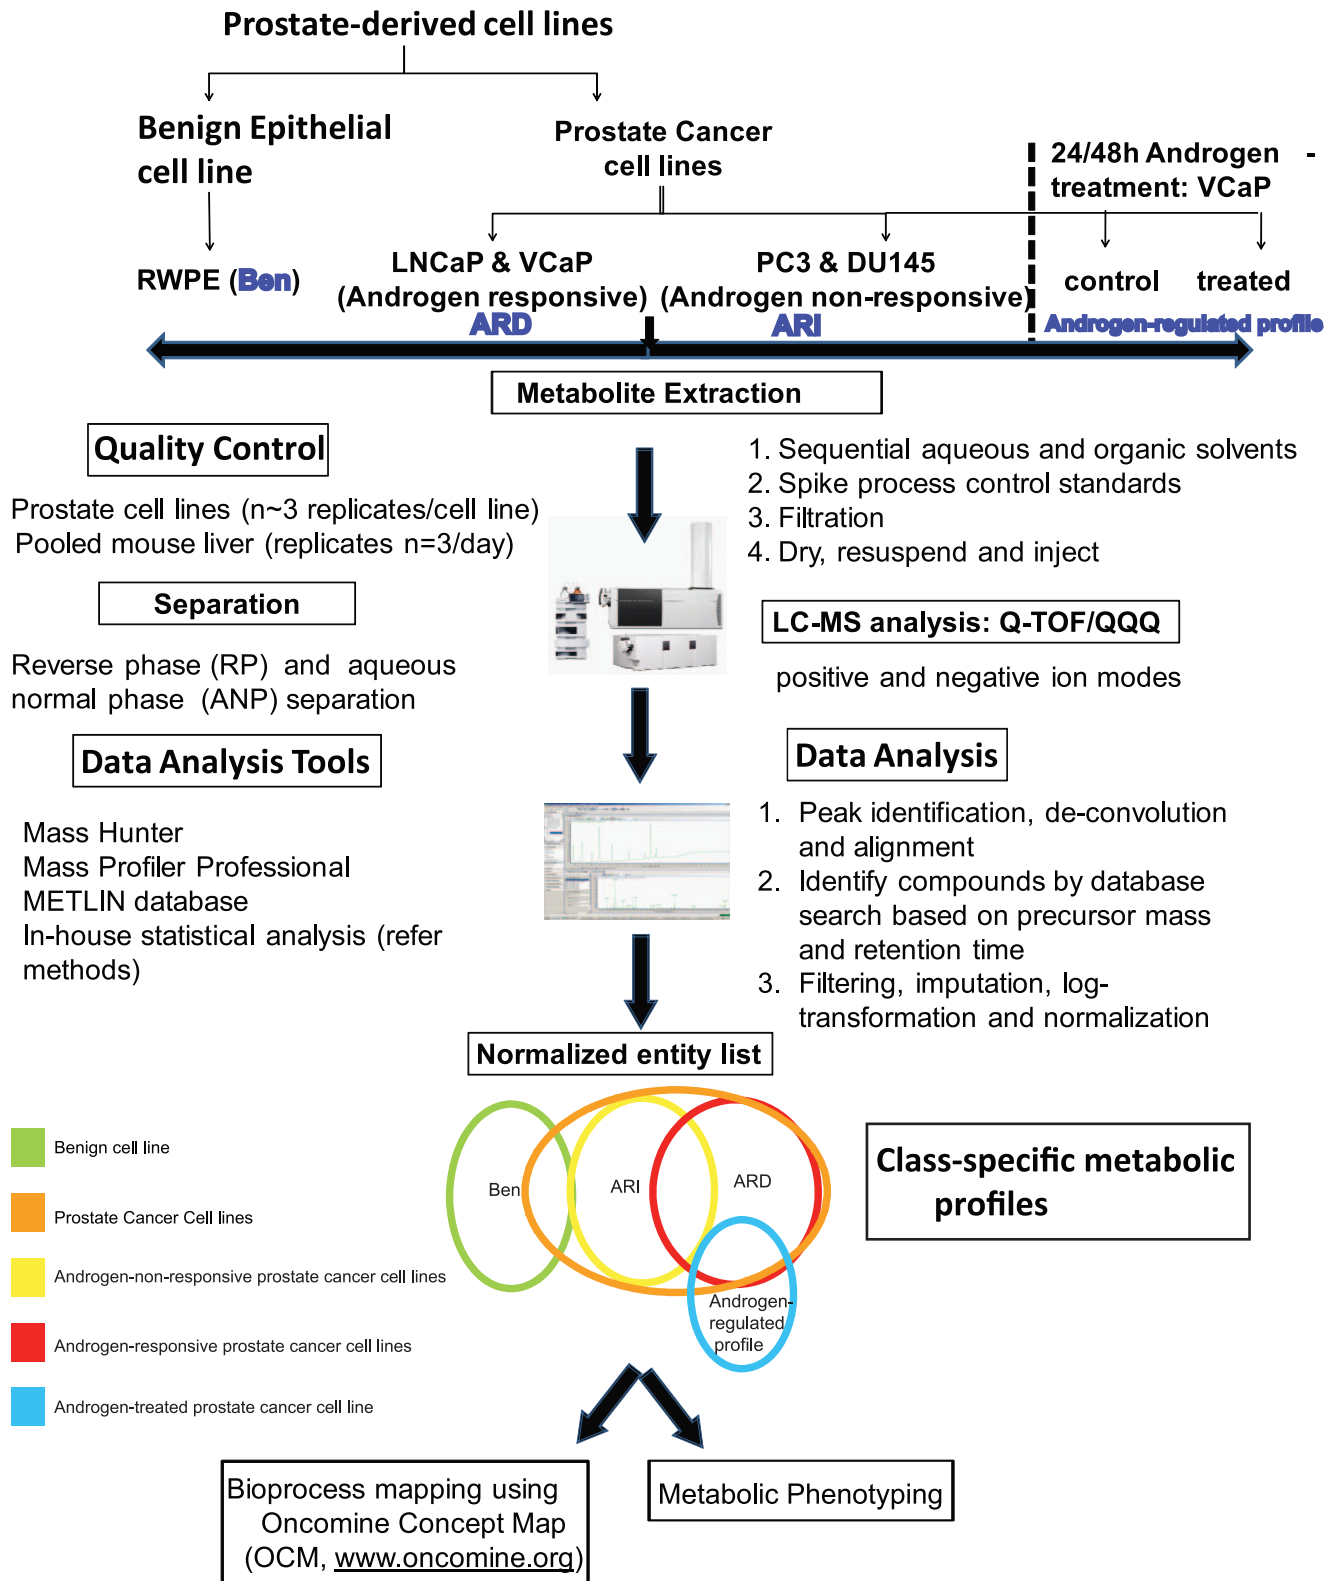 Prostate-derived cell lines
Benign Epithelial
cell line
Prostate Cancer
cell lines
24/48h Androgen -
treatment: VCaP
RWPE (Ben)
LNCaP & VCaP
(Androgen responsive)
ARD
PC3 & DU145
(Androgen non-responsive)
ARI
control
treated
Androgen-regulated profile
Metabolite Extraction
Quality Control
Prostate cell lines (n~3 replicates/cell line)
Pooled mouse liver (replicates n=3/day)
1. Sequential aqueous and organic solvents
2. Spike process control standards
3. Filtration
4. Dry, resuspend and inject
Separation
Reverse phase (RP) and aqueous
normal phase (ANP) separation
LC-MS analysis: Q-TOF/QQQ
positive and negative ion modes
Data Analysis Tools
Mass Hunter
Mass Profiler Professional
METLIN database
In-house statistical analysis (refer
methods)
Data Analysis
1. Peak identification, de-convolution
and alignment
2. Identify compounds by database
search based on precursor mass
and retention time
3. Filtering, imputation, log-
transformation and normalization
Normalized entity list
Benign cell line
Prostate Cancer Cell lines
Androgen-non-responsive prostate cancer cell lines
Androgen-responsive prostate cancer cell lines
Androgen-treated prostate cancer cell line
Ben
ARI
ARD
Androgen-
regulated
profile
Class-specific metabolic
profiles
Bioprocess mapping using
Oncomine Concept Map
(OCM, www.oncomine.org)
Metabolic Phenotyping